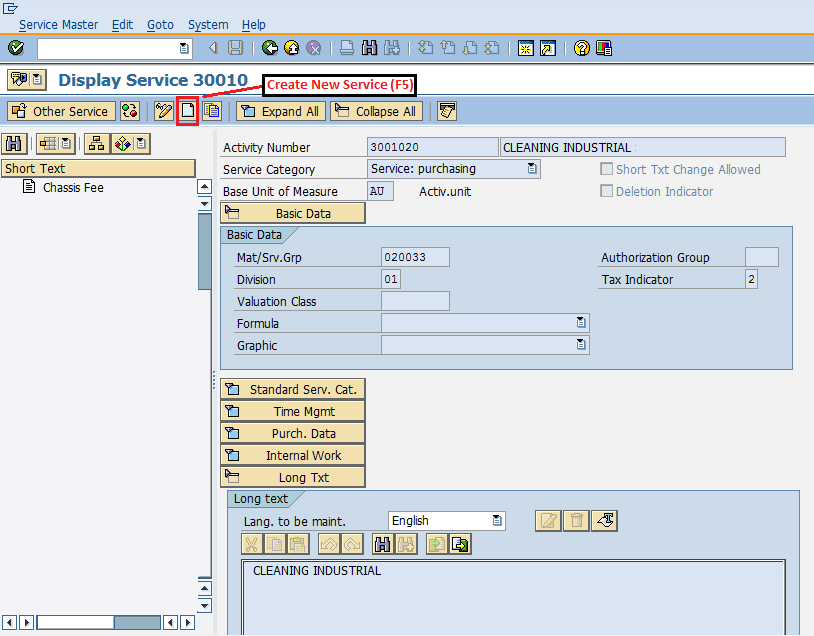 Service Master Edit Goto System Help
Display Service 30010
Create New Service (F5)
Other Service Expand All Collapse All
Short Text
Chassis Fee
Activity Number 3001020 CLEANING INDUSTRIAL
Service Category Service: purchasing Short Txt Change Allowed
Base Unit of Measure AU Activ.unit Deletion Indicator
Basic Data
Basic Data
Mat/Srv.Grp 020033 Authorization Group
Division 01 Tax Indicator 2
Valuation Class
Formula
Graphic
Standard Serv. Cat.
Time Mgmt
Purch. Data
Internal Work
Long Txt
Long text
Lang. to be maint. English
CLEANING INDUSTRIAL